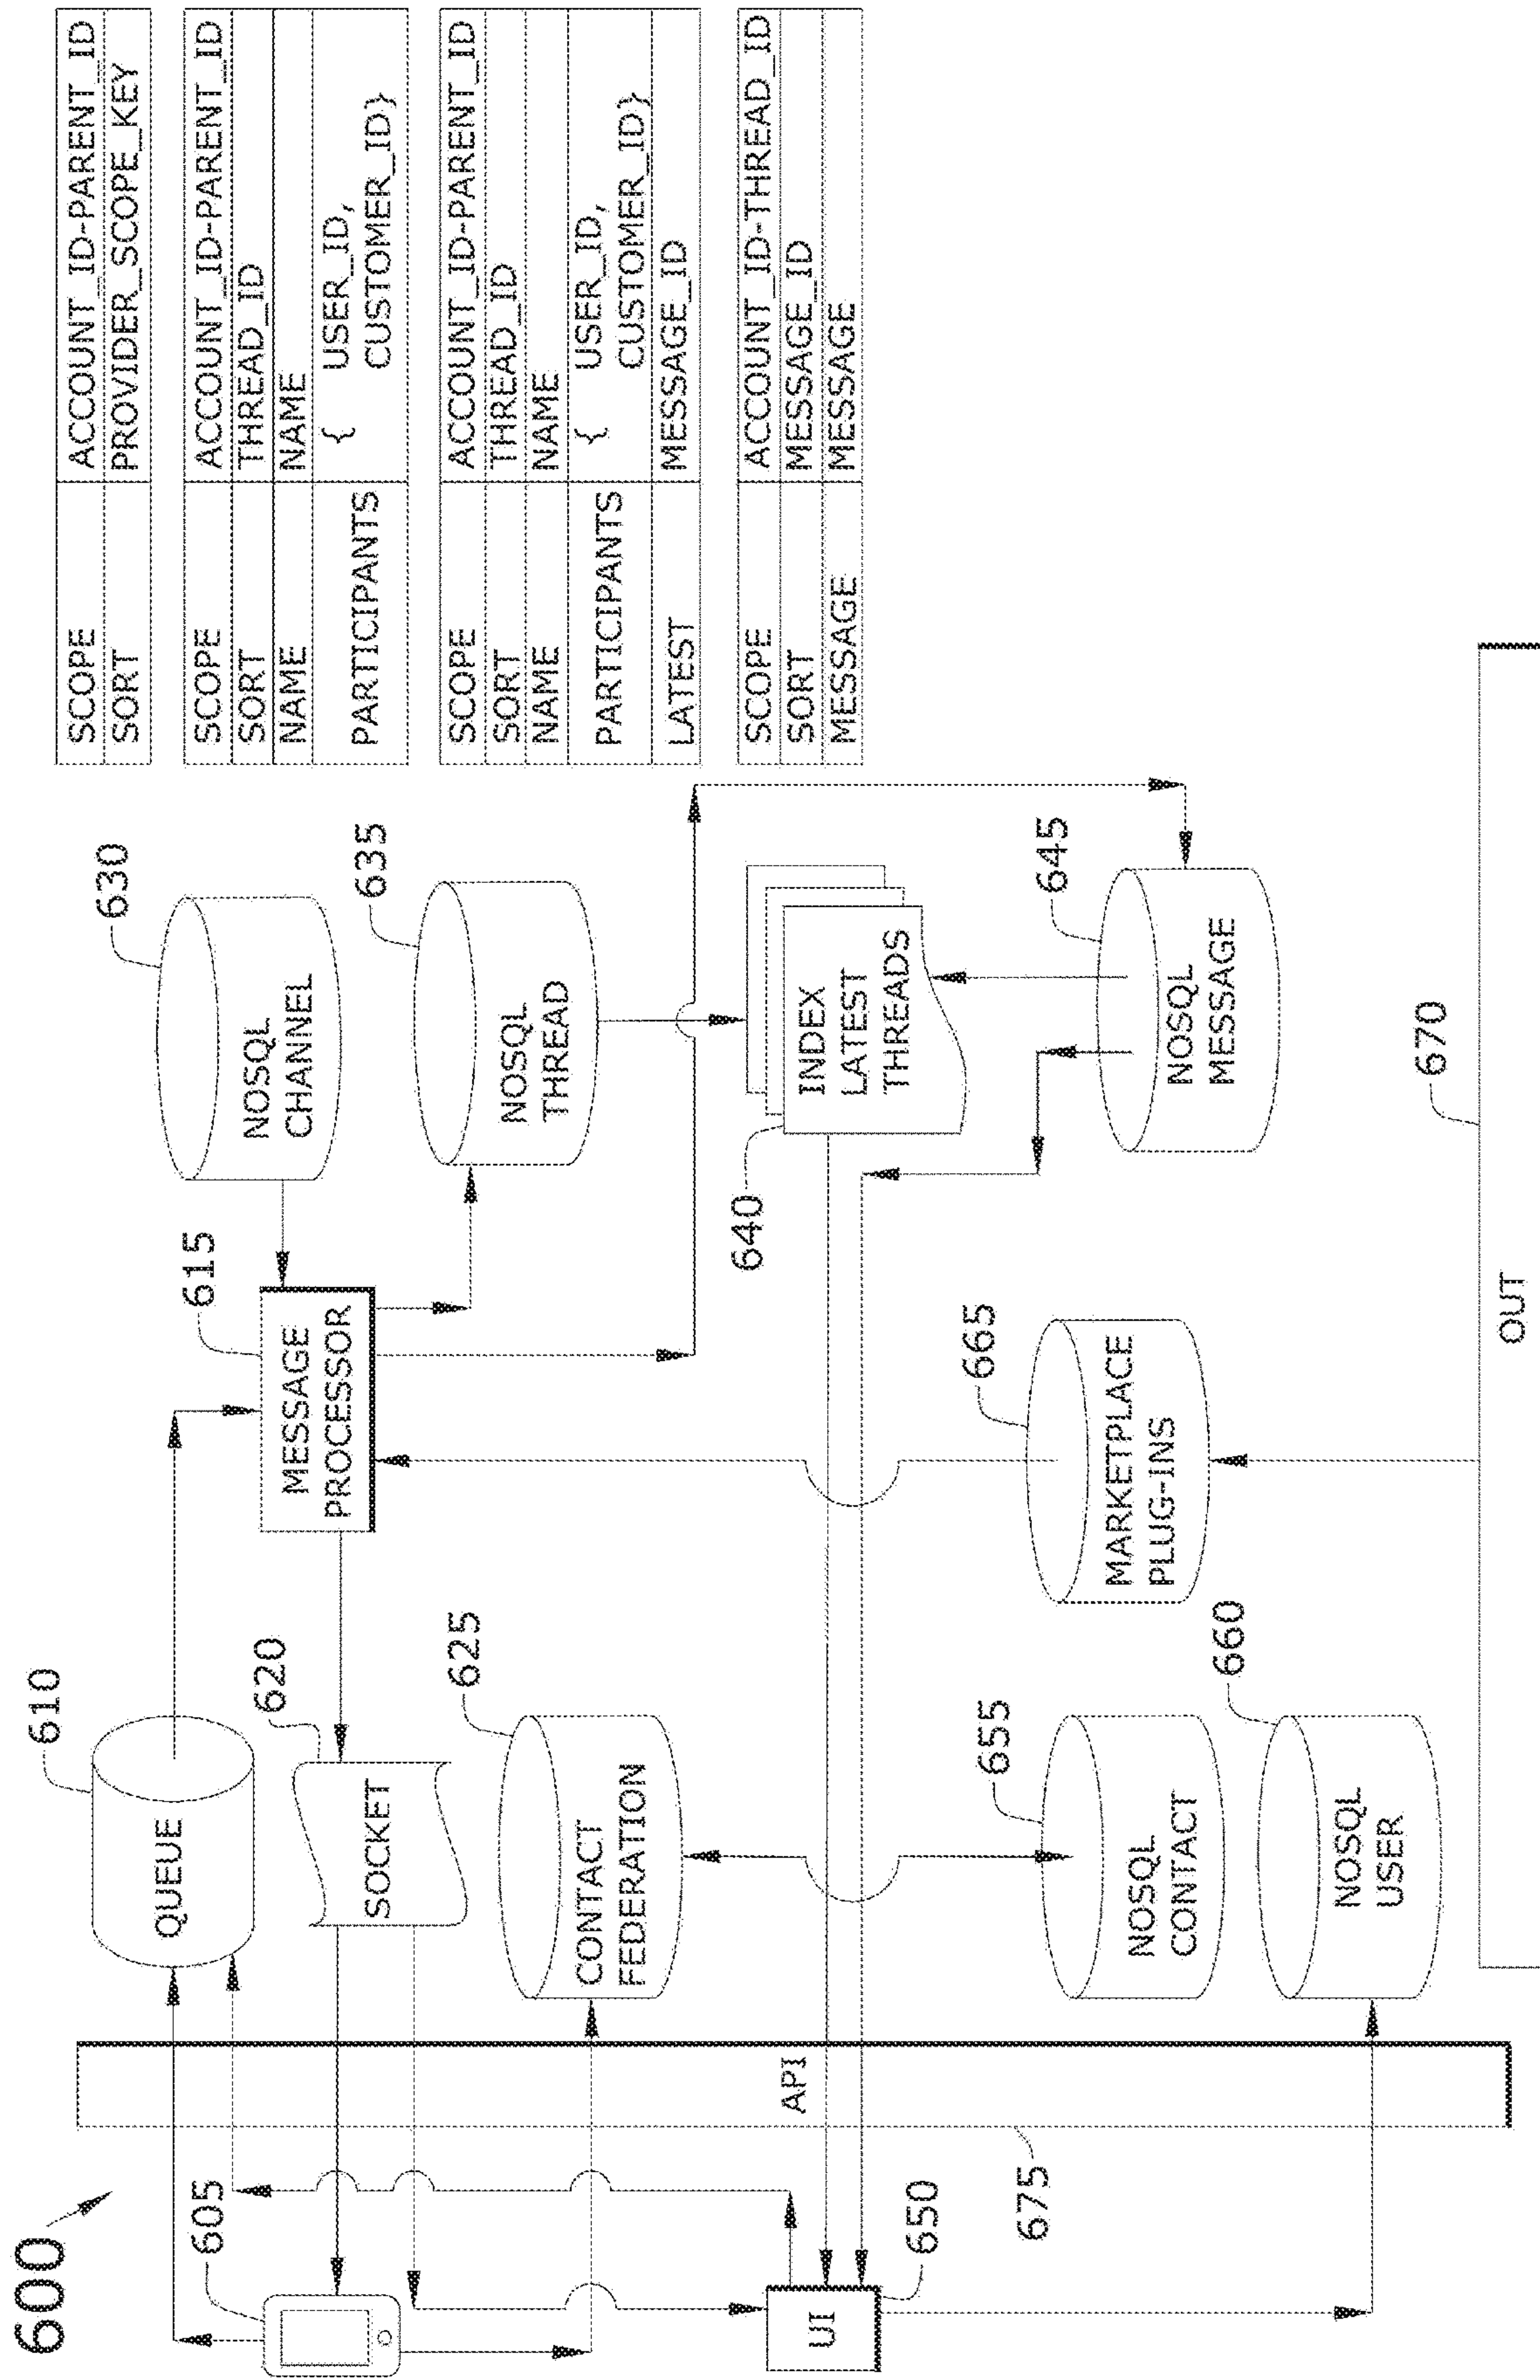 600
605
610
QUEUE
615
MESSAGE
PROCESSOR
620
SOCKET
625
CONTACT
FEDERATION
630
NOSQL
CHANNEL
635
NOSQL
THREAD
640
INDEX
LATEST
THREADS
645
NOSQL
MESSAGE
650
UI
675
API
655
NOSQL
CONTACT
660
NOSQL
USER
665
MARKETPLACE
PLUG-INS
670
OUT
SCOPE ACCOUNT_ID-PARENT_ID
SORT PROVIDER_SCOPE_KEY
SCOPE ACCOUNT_ID-PARENT_ID
SORT THREAD_ID
NAME NAME
PARTICIPANTS { USER_ID,
CUSTOMER_ID}
SCOPE ACCOUNT_ID-PARENT_ID
SORT THREAD_ID
NAME NAME
PARTICIPANTS { USER_ID,
CUSTOMER_ID}
LATEST MESSAGE_ID
SCOPE ACCOUNT_ID-THREAD_ID
SORT MESSAGE_ID
MESSAGE MESSAGE